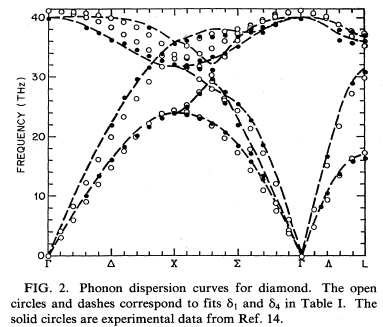 40
30
20
10
0
FREQUENCY (THz)
Γ Δ X Σ Γ Λ L
FIG. 2. Phonon dispersion curves for diamond. The open
circles and dashes correspond to fits δ₁ and δ₄ in Table I. The
solid circles are experimental data from Ref. 14.